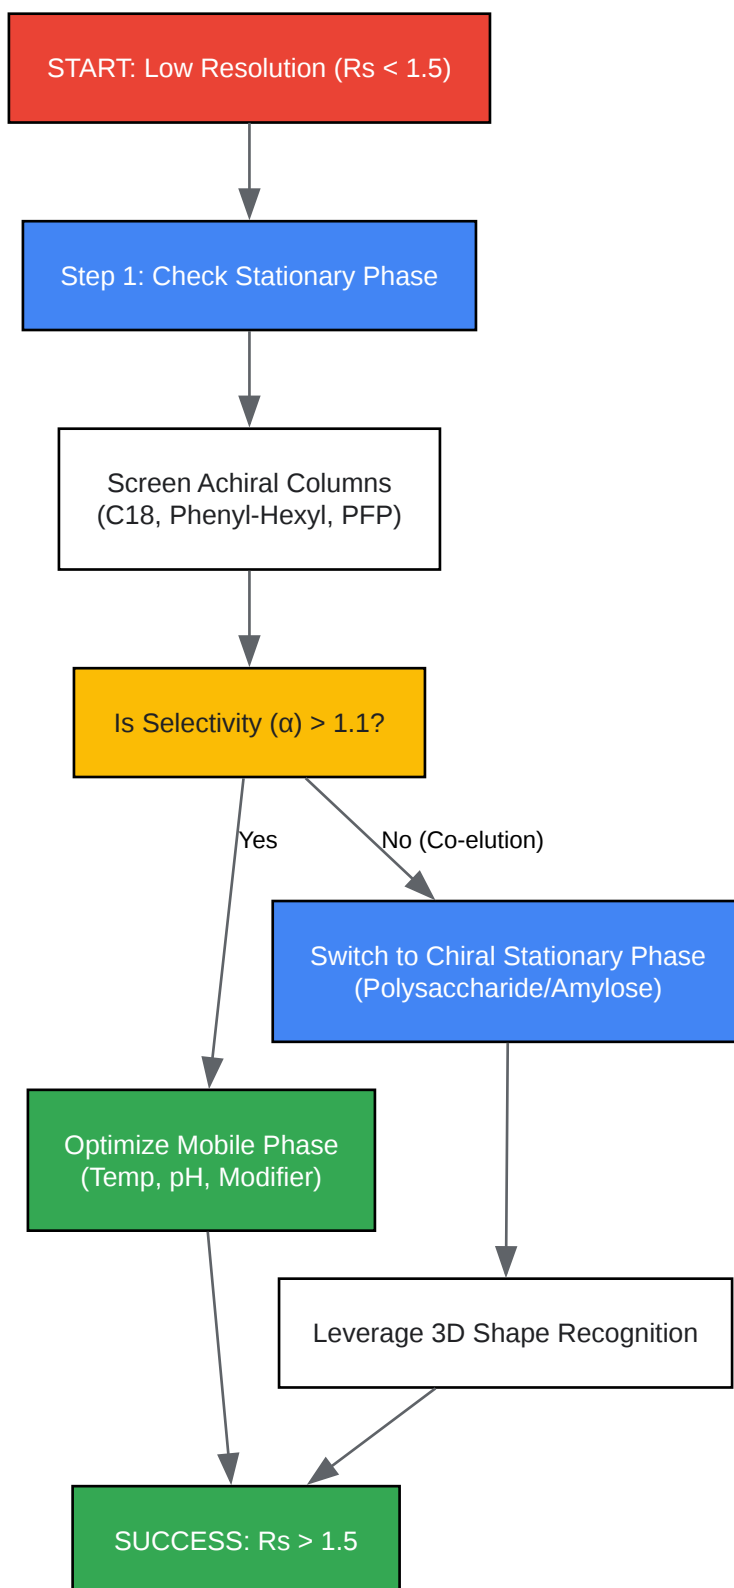 START: Low Resolution (Rs < 1.5)
Step 1: Check Stationary Phase
Screen Achiral Columns
(C18, Phenyl-Hexyl, PFP)
Is Selectivity (α) > 1.1?
Yes
No (Co-elution)
Switch to Chiral Stationary Phase
(Polysaccharide/Amylose)
Optimize Mobile Phase
(Temp, pH, Modifier)
Leverage 3D Shape Recognition
SUCCESS: Rs > 1.5